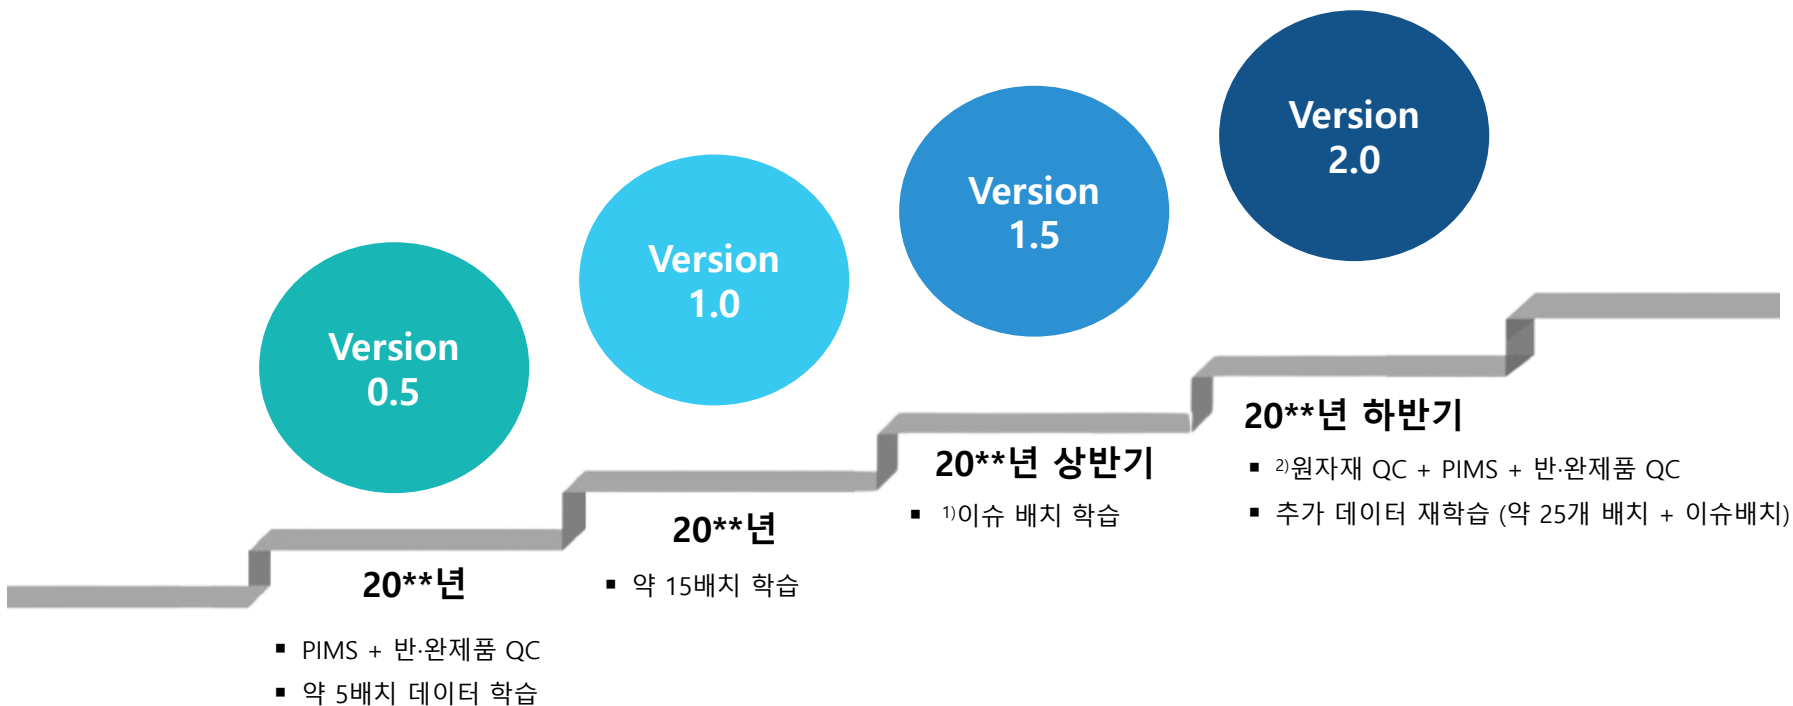 Version
0.5
20**년
▪ PIMS + 반·완제품 QC
▪ 약 5배치 데이터 학습
Version
1.0
20**년
▪ 약 15배치 학습
Version
1.5
20**년 상반기
▪ 1)이슈 배치 학습
Version
2.0
20**년 하반기
▪ 2)원자재 QC + PIMS + 반·완제품 QC
▪ 추가 데이터 재학습 (약 25개 배치 + 이슈배치)